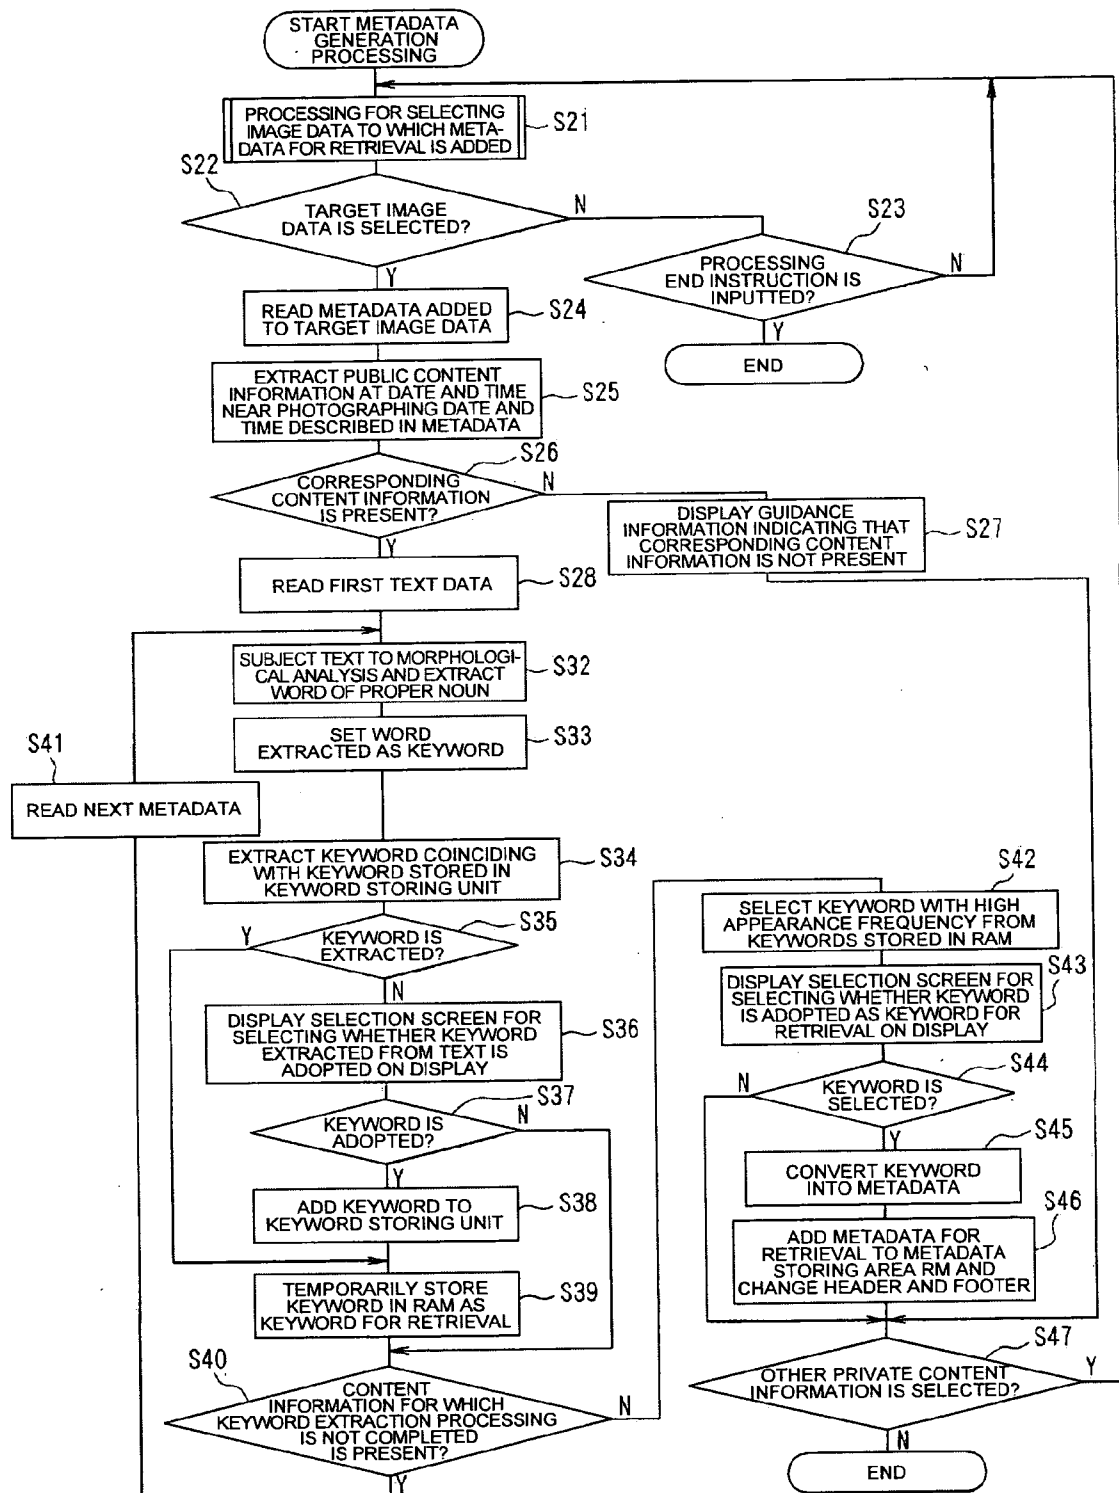 START METADATA
GENERATION
PROCESSING
PROCESSING FOR SELECTING
IMAGE DATA TO WHICH META-
DATA FOR RETRIEVAL IS ADDED
S21
S22
TARGET IMAGE
DATA IS SELECTED?
N
Y
S23
PROCESSING
END INSTRUCTION IS
INPUTTED?
N
Y
END
READ METADATA ADDED
TO TARGET IMAGE DATA
S24
EXTRACT PUBLIC CONTENT
INFORMATION AT DATE AND TIME
NEAR PHOTOGRAPHING DATE AND
TIME DESCRIBED IN METADATA
S25
S26
CORRESPONDING
CONTENT INFORMATION
IS PRESENT?
N
Y
DISPLAY GUIDANCE
INFORMATION INDICATING THAT
CORRESPONDING CONTENT
INFORMATION IS NOT PRESENT
S27
READ FIRST TEXT DATA
S28
SUBJECT TEXT TO MORPHOLOGI-
CAL ANALYSIS AND EXTRACT
WORD OF PROPER NOUN
S32
SET WORD
EXTRACTED AS KEYWORD
S33
S41
READ NEXT METADATA
EXTRACT KEYWORD COINCIDING
WITH KEYWORD STORED IN
KEYWORD STORING UNIT
S34
S35
KEYWORD IS
EXTRACTED?
Y
N
DISPLAY SELECTION SCREEN FOR
SELECTING WHETHER KEYWORD
EXTRACTED FROM TEXT IS
ADOPTED ON DISPLAY
S36
S37
KEYWORD IS
ADOPTED?
N
Y
ADD KEYWORD TO
KEYWORD STORING UNIT
S38
TEMPORARILY STORE
KEYWORD IN RAM AS
KEYWORD FOR RETRIEVAL
S39
S40
CONTENT
INFORMATION FOR WHICH
KEYWORD EXTRACTION PROCESSING
IS NOT COMPLETED
IS PRESENT?
N
Y
S42
SELECT KEYWORD WITH HIGH
APPEARANCE FREQUENCY FROM
KEYWORDS STORED IN RAM
S43
DISPLAY SELECTION SCREEN FOR
SELECTING WHETHER KEYWORD
IS ADOPTED AS KEYWORD FOR
RETRIEVAL ON DISPLAY
S44
KEYWORD IS
SELECTED?
N
Y
S45
CONVERT KEYWORD
INTO METADATA
S46
ADD METADATA FOR
RETRIEVAL TO METADATA
STORING AREA RM AND
CHANGE HEADER AND FOOTER
S47
OTHER PRIVATE CONTENT
INFORMATION IS SELECTED?
Y
N
END